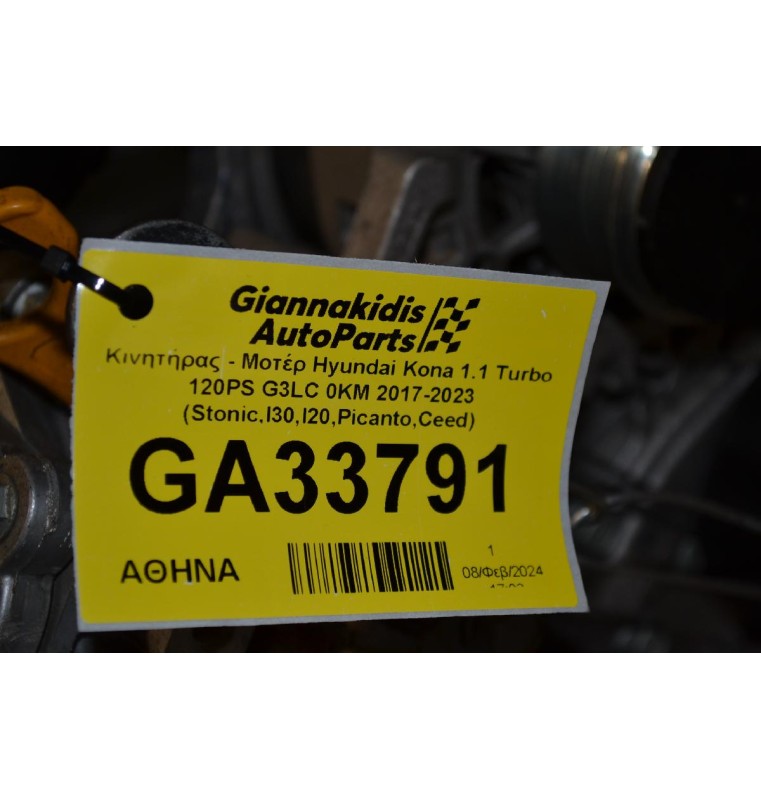 Giannakidis
AutoParts
Κινητήρας - Μοτέρ Hyundai Kona 1.1 Turbo
120PS G3LC 0KM 2017-2023
(Stonic,I30,I20,Picanto,Ceed)
GA33791
ΑΘΗΝΑ
1
08/Φεβ/2024